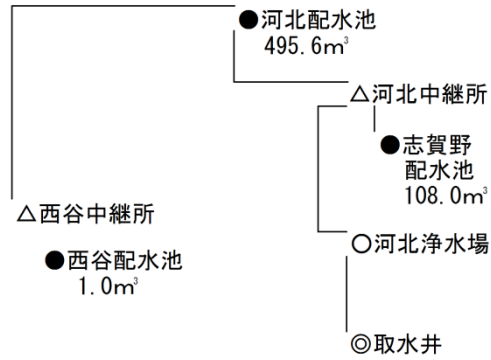 ●河北配水池
495.6㎥
△河北中継所
●志賀野
配水池
108.0㎥
△西谷中継所
○河北浄水場
●西谷配水池
1.0㎥
◎取水井